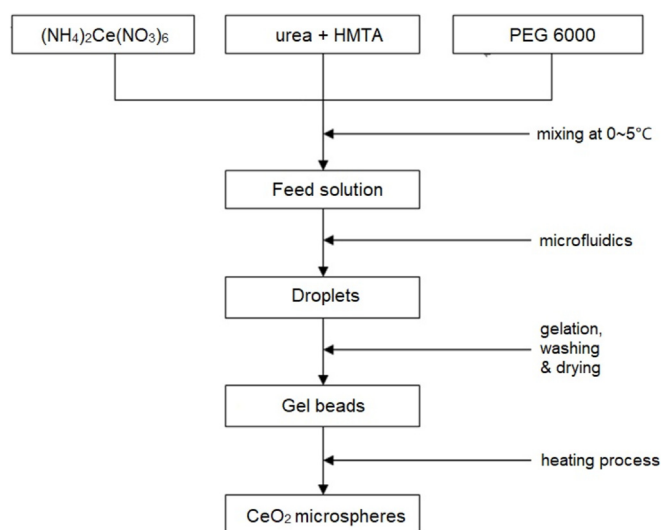 (NH₄)₂Ce(NO₃)₆
urea + HMTA
PEG 6000
mixing at 0~5℃
Feed solution
microfluidics
Droplets
gelation,
washing
& drying
Gel beads
heating process
CeO₂ microspheres